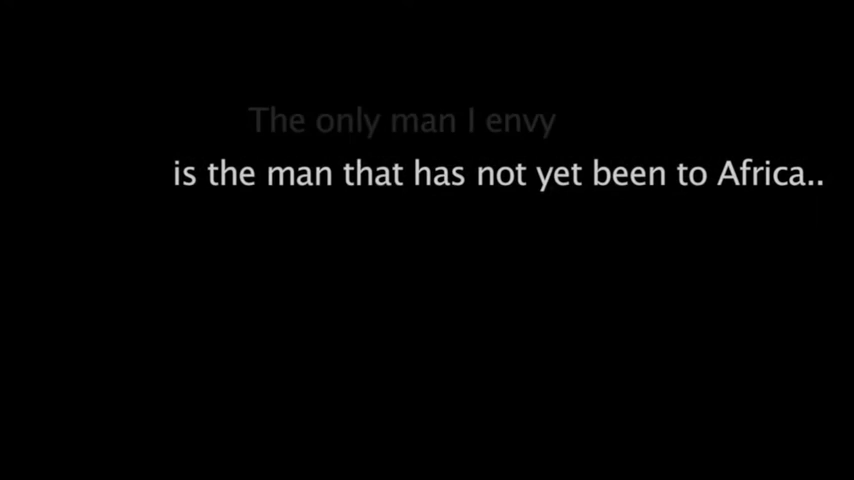 The only man I envy
is the man that has not yet been to Africa..